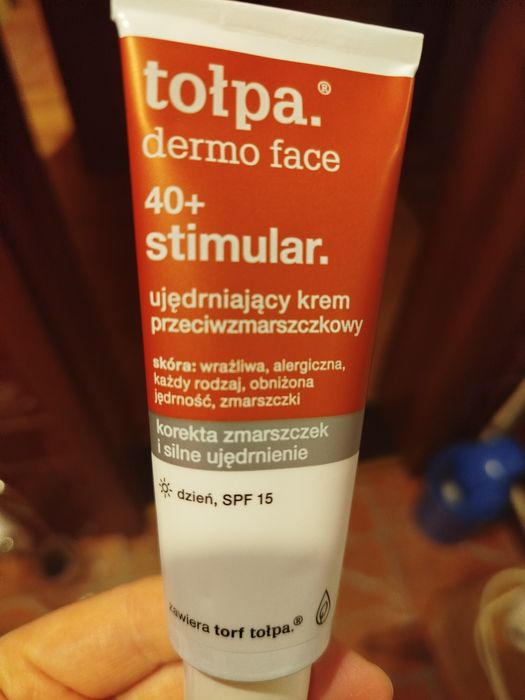 tołpa.®
dermo face
40+
stimular.
ujędrniający krem
przeciwzmarszczkowy
skóra: wrażliwa, alergiczna,
każdy rodzaj, obniżona
jędrność, zmarszczki
korekta zmarszczek
i silne ujędrnienie
dzień, SPF 15
zawiera torf tołpa.®